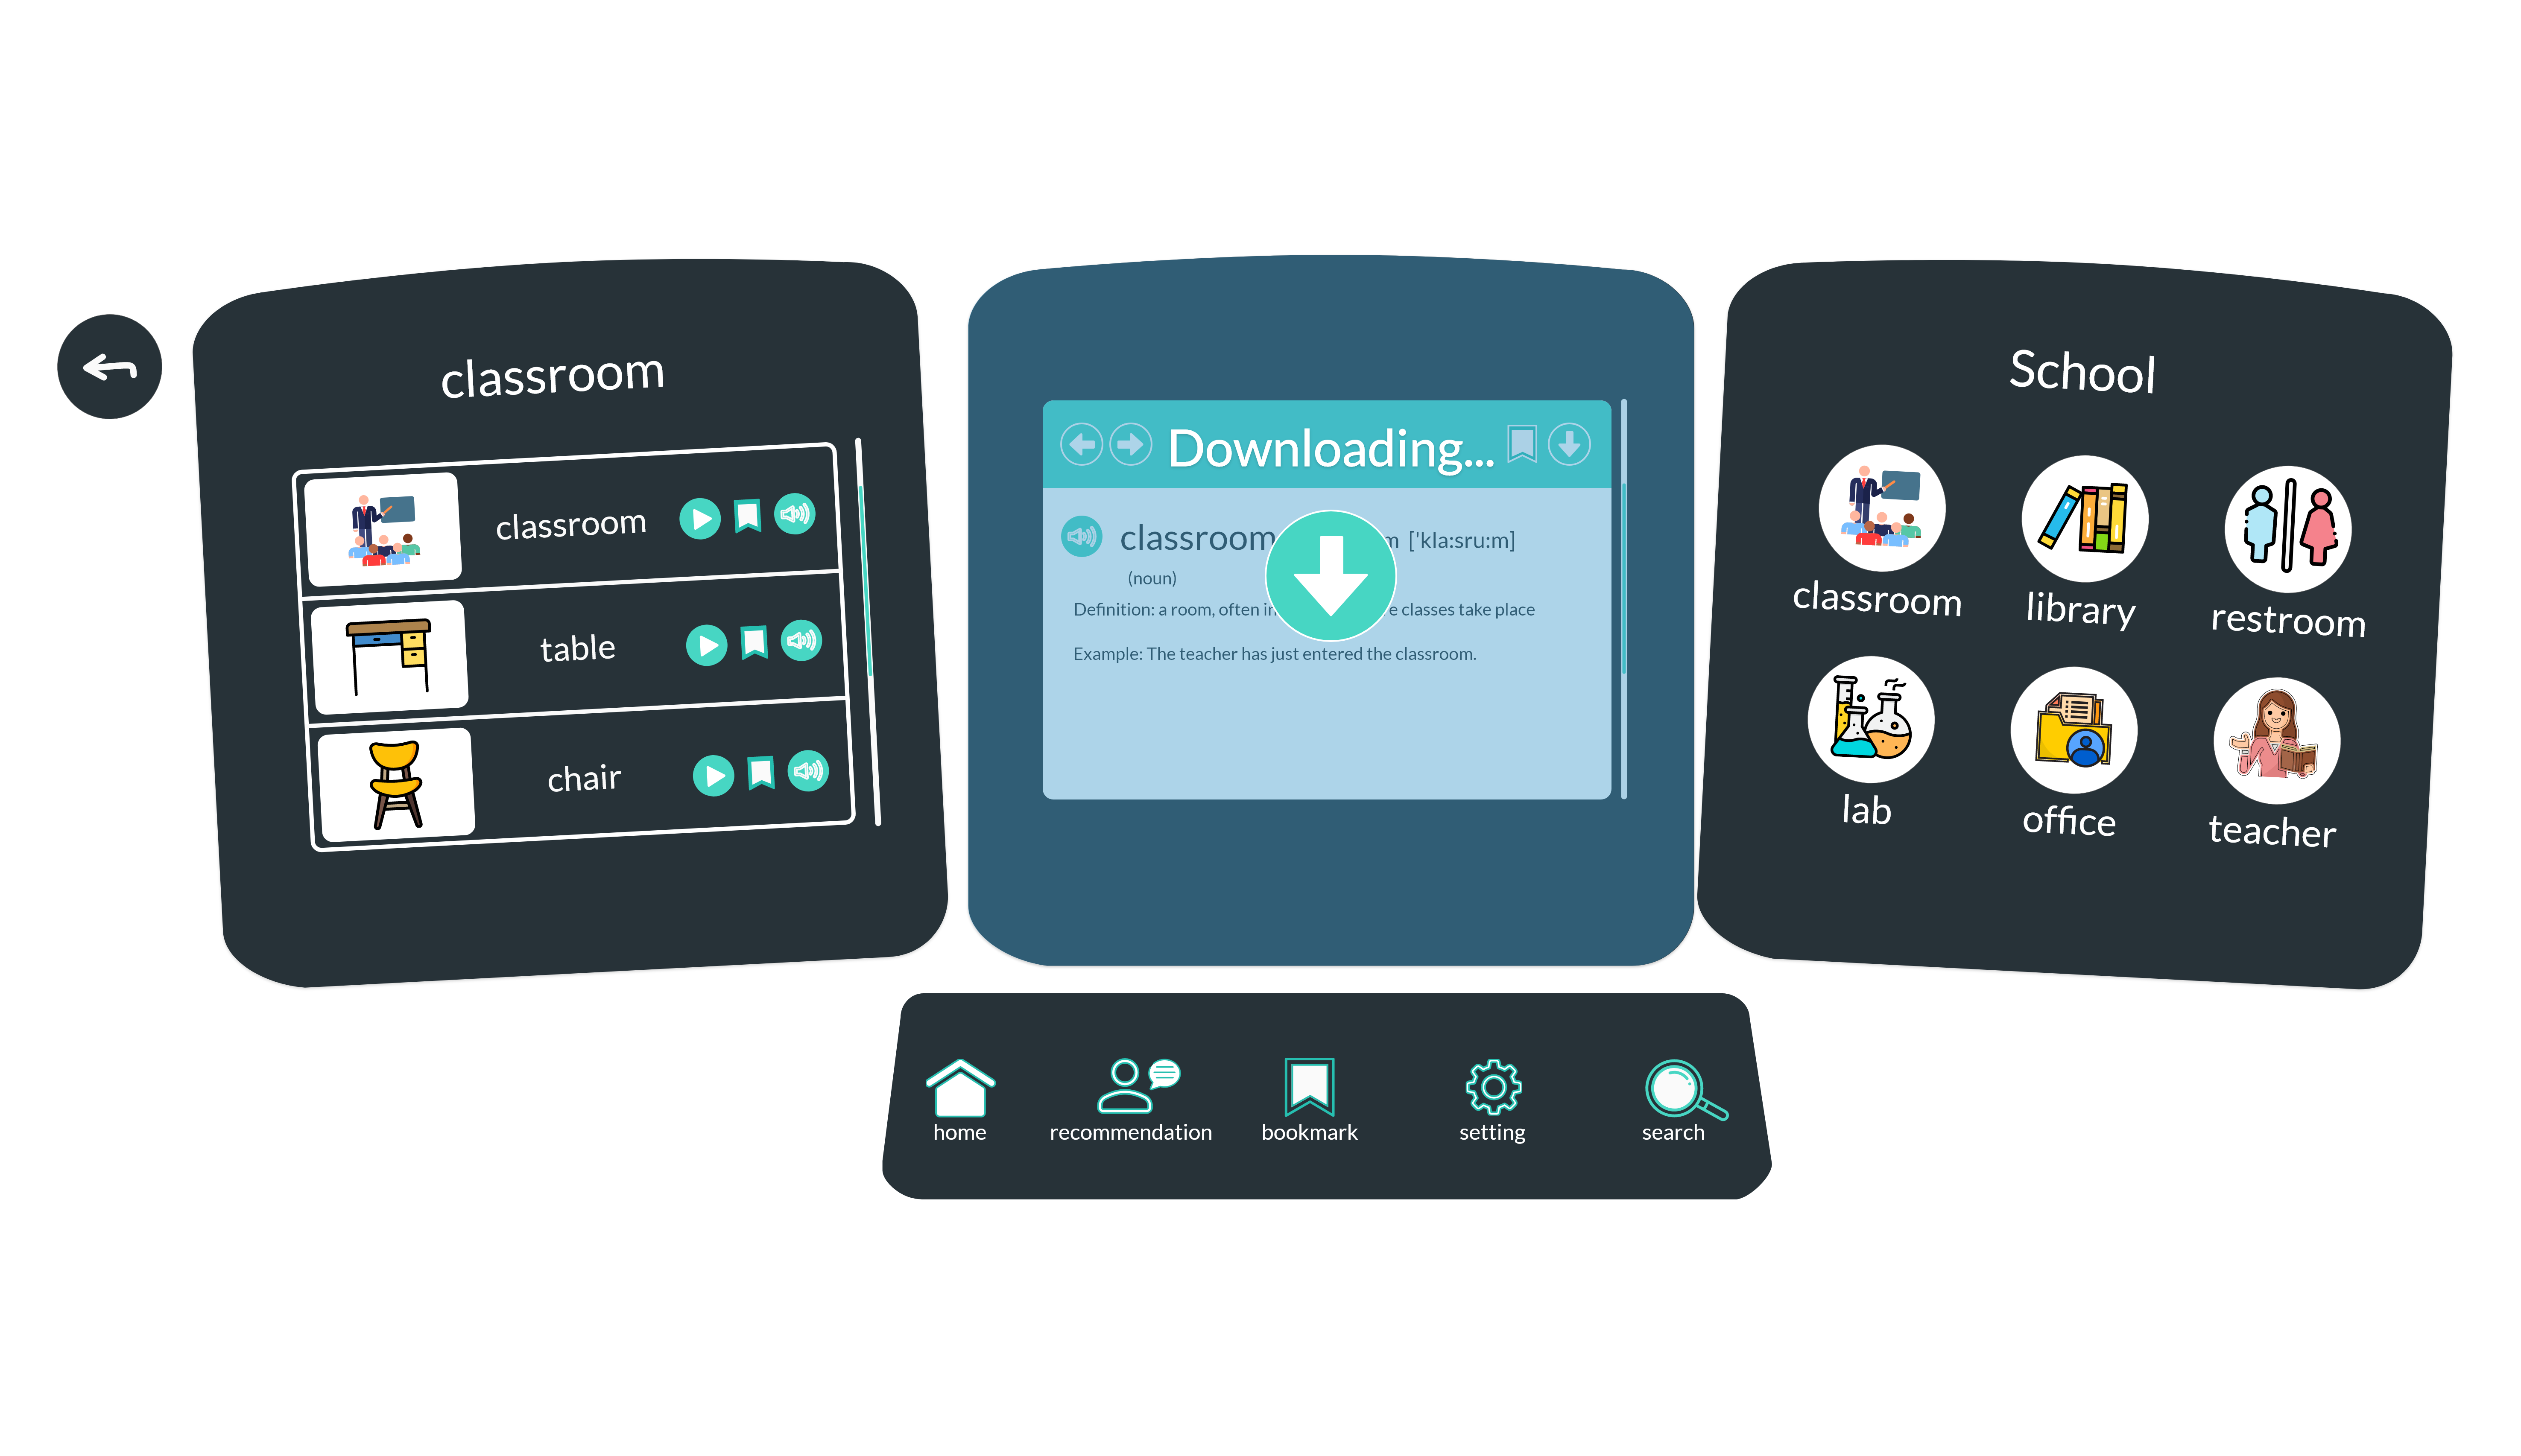 classroom
classroom
table
chair
Downloading...
classroom ['kla:sru:m]
(noun)
Definition: a room, often classes take place
Example: The teacher has just entered the classroom.
School
classroom
library
restroom
lab
office
teacher
home
recommendation
bookmark
setting
search